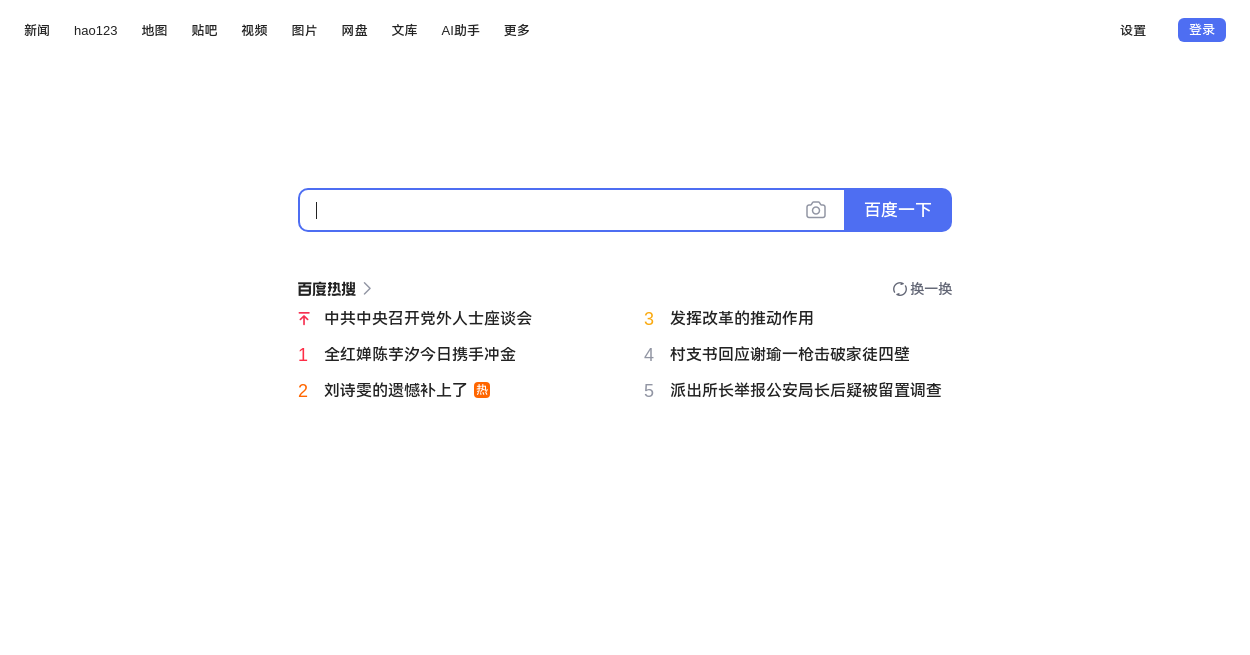 新闻 hao123 地图 贴吧 视频 图片 网盘 文库 AI助手 更多 设置 登录
百度一下
百度热搜 换一换
中共中央召开党外人士座谈会
1 全红婵陈芋汐今日携手冲金
2 刘诗雯的遗憾补上了 热
3 发挥改革的推动作用
4 村支书回应谢瑜一枪击破家徒四壁
5 派出所长举报公安局长后疑被留置调查